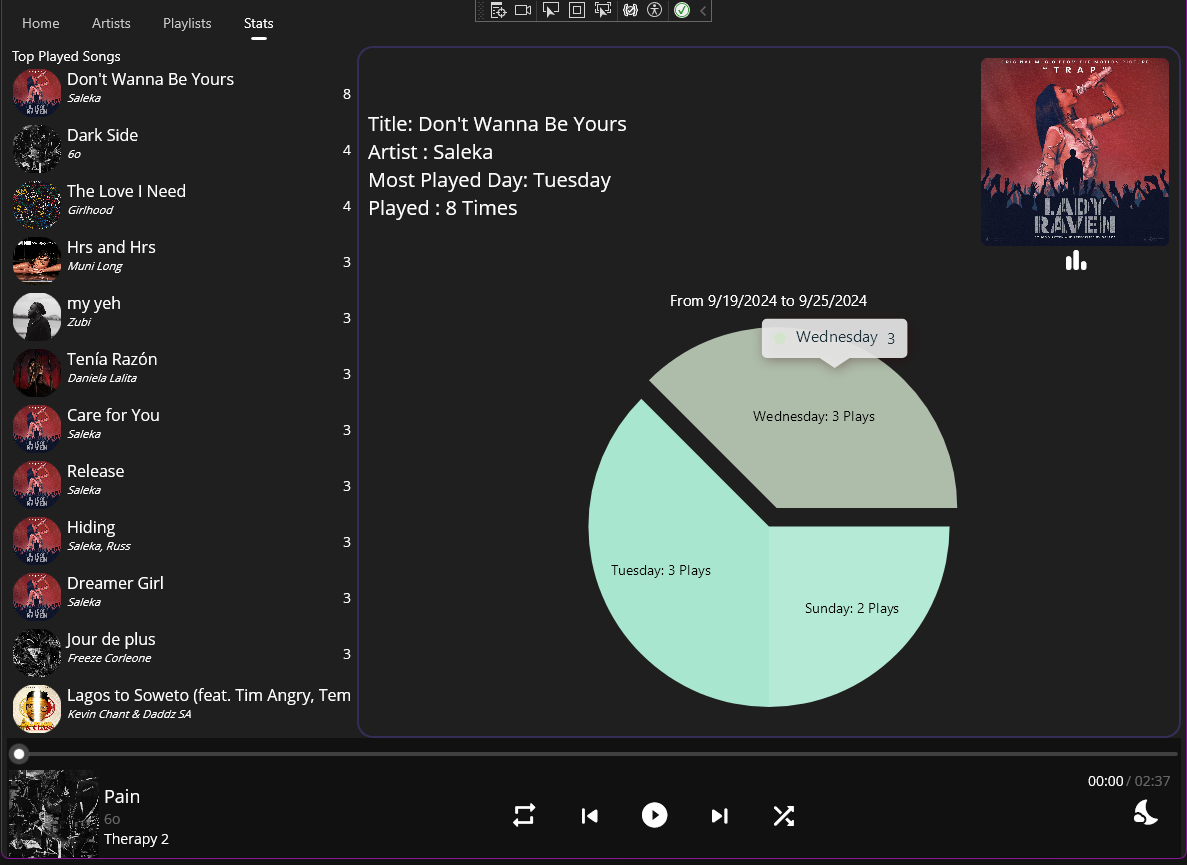 Home Artists Playlists Stats
Top Played Songs
Don't Wanna Be Yours
Saleka
8
Dark Side
6o
4
The Love I Need
Girlhood
4
Hrs and Hrs
Muni Long
3
my yeh
Zubi
3
Tenía Razón
Daniela Lalita
3
Care for You
Saleka
3
Release
Saleka
3
Hiding
Saleka, Russ
3
Dreamer Girl
Saleka
3
Jour de plus
Freeze Corleone
3
Lagos to Soweto (feat. Tim Angry, Tem
Kevin Chant & Daddz SA
Title: Don't Wanna Be Yours
Artist : Saleka
Most Played Day: Tuesday
Played : 8 Times
"TRAP"
LADY
RAVEN
From 9/19/2024 to 9/25/2024
Wednesday 3
Wednesday: 3 Plays
Tuesday: 3 Plays
Sunday: 2 Plays
Pain
6o
Therapy 2
00:00 / 02:37